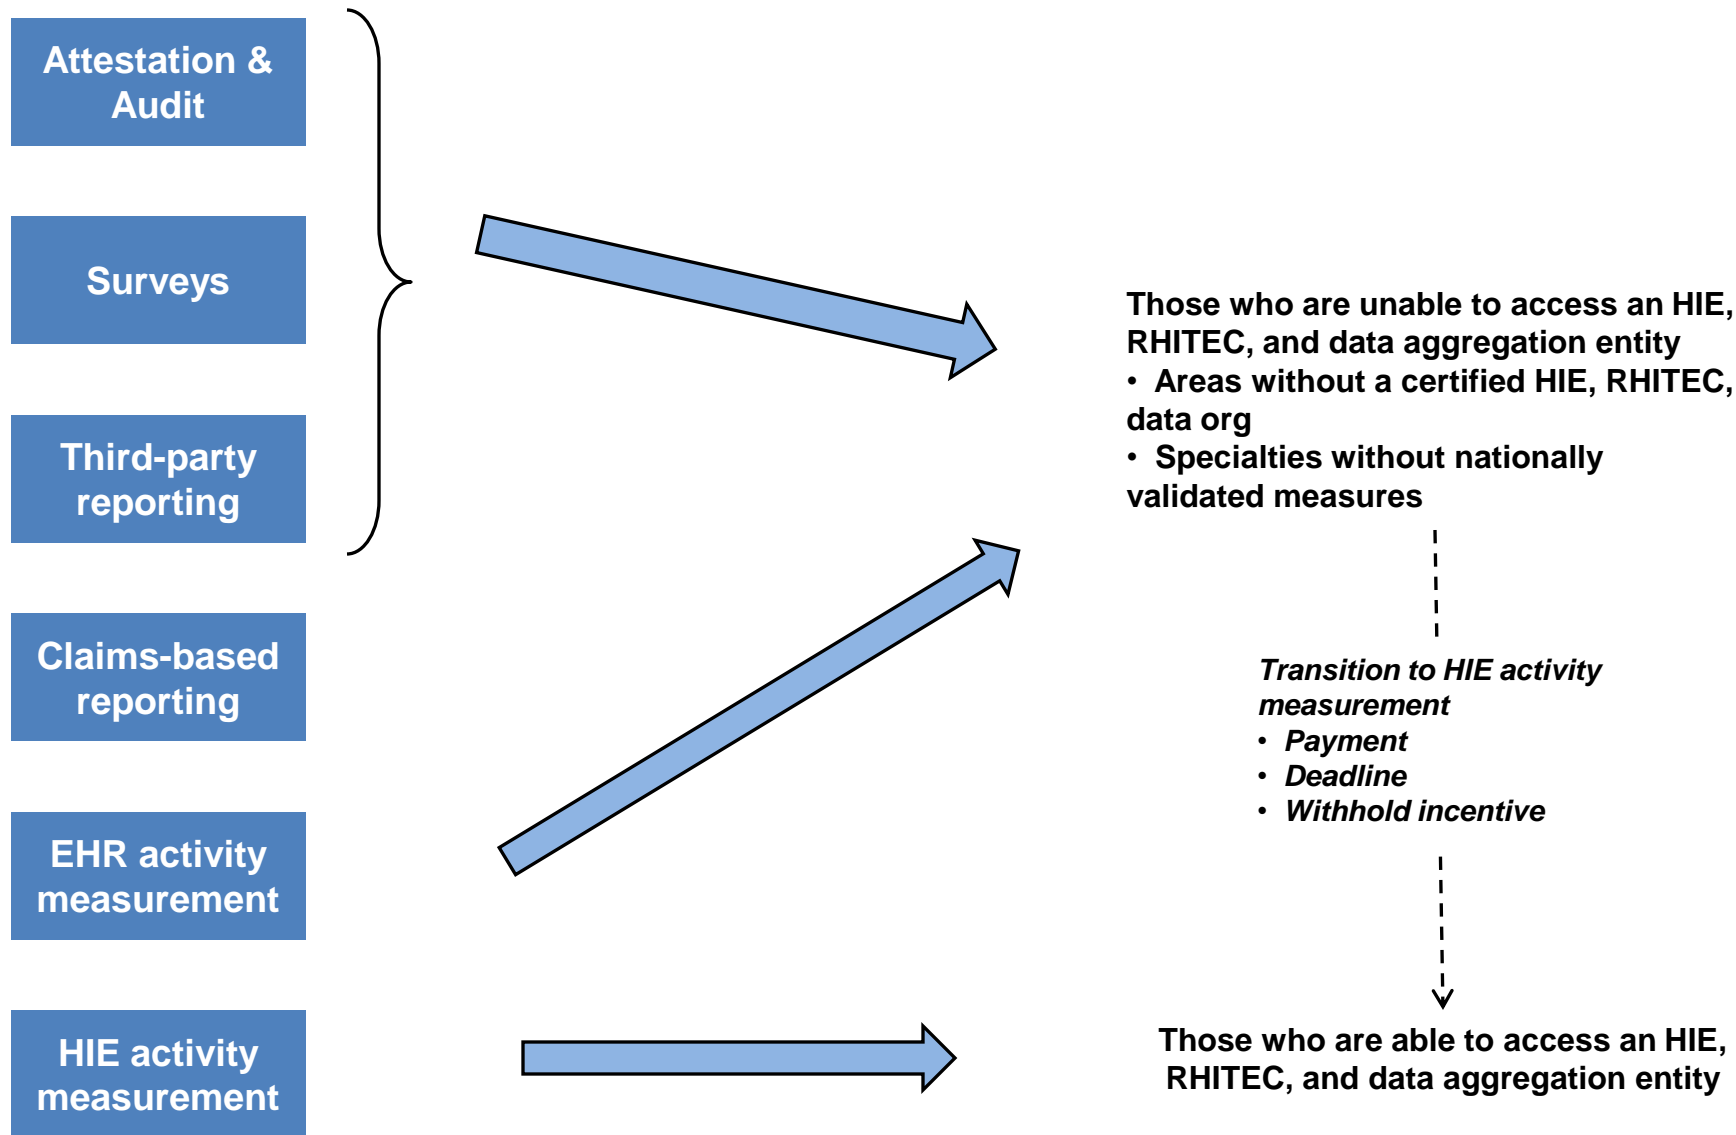 Attestation &
Audit
Surveys
Third-party
reporting
Claims-based
reporting
EHR activity
measurement
HIE activity
measurement
Those who are unable to access an HIE,
RHITEC, and data aggregation entity
• Areas without a certified HIE, RHITEC,
data org
• Specialties without nationally
validated measures
Transition to HIE activity
measurement
• Payment
• Deadline
• Withhold incentive
Those who are able to access an HIE,
RHITEC, and data aggregation entity